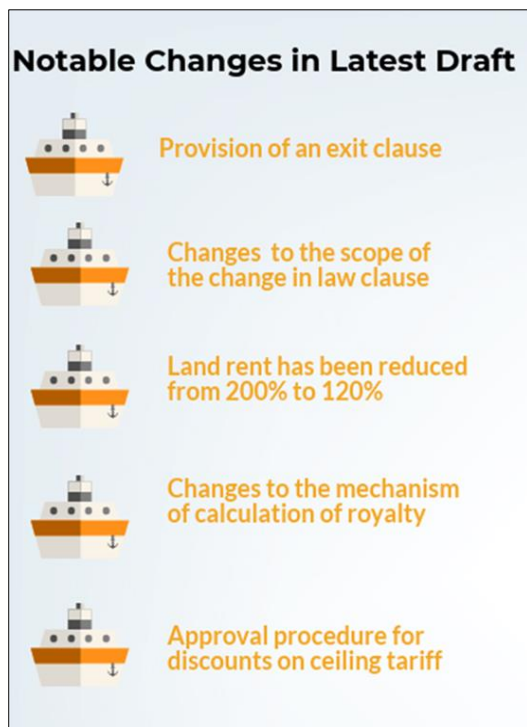 Notable Changes in Latest Draft
Provision of an exit clause
Changes to the scope of
the change in law clause
Land rent has been reduced
from 200% to 120%
Changes to the mechanism
of calculation of royalty
Approval procedure for
discounts on ceiling tariff